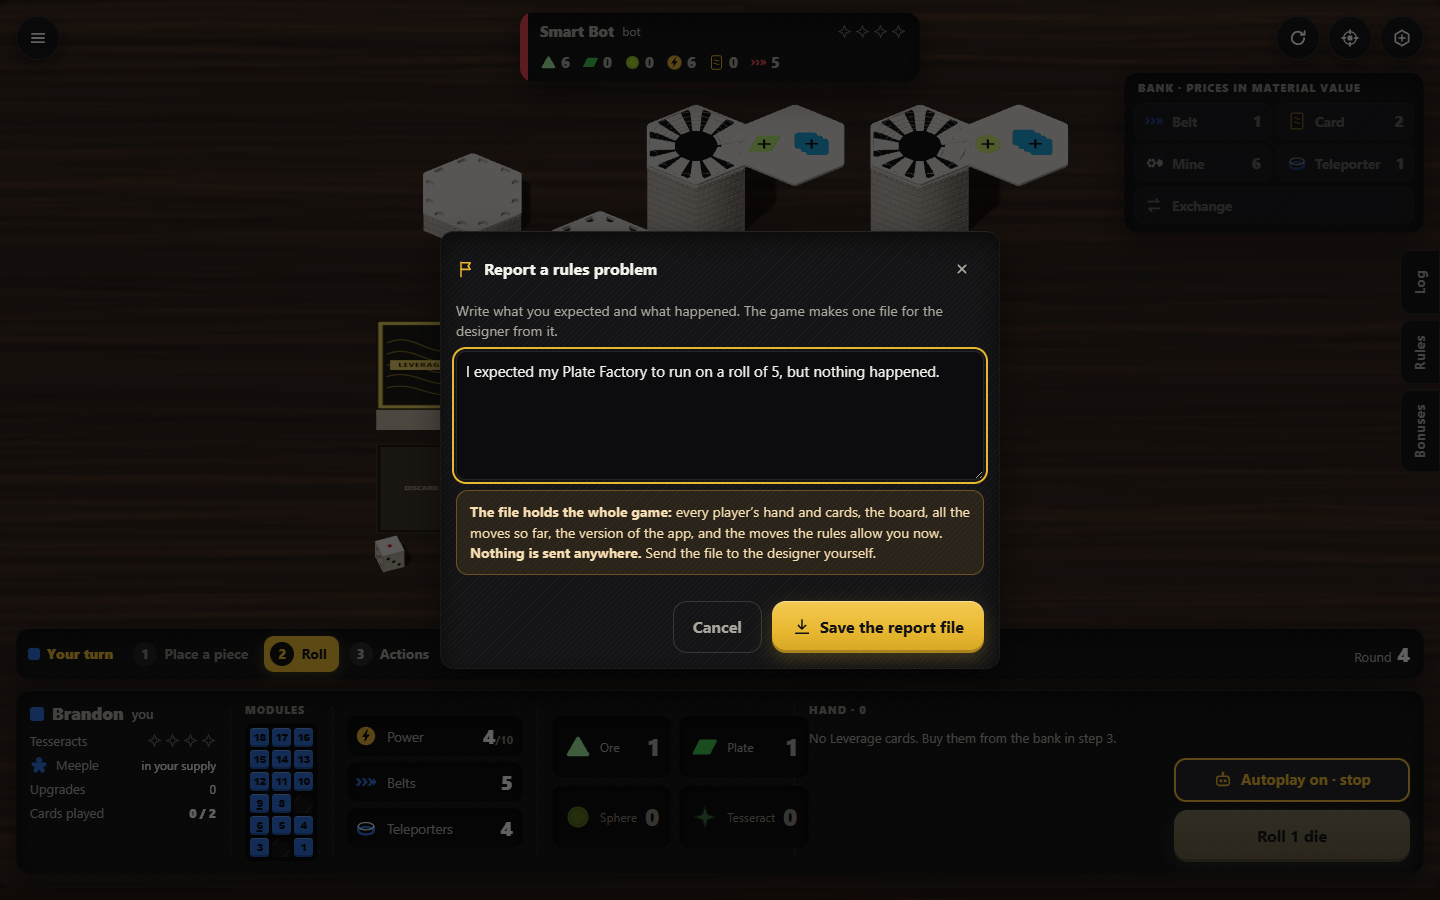 Smart Bot bot
6 0 0 6 0 5
BANK · PRICES IN MATERIAL VALUE
Belt 1
Card 2
Mine 6
Teleporter 1
Exchange
Log
Rules
Bonuses
Report a rules problem
Write what you expected and what happened. The game makes one file for the
designer from it.
I expected my Plate Factory to run on a roll of 5, but nothing happened.
The file holds the whole game: every player's hand and cards, the board, all the
moves so far, the version of the app, and the moves the rules allow you now.
Nothing is sent anywhere. Send the file to the designer yourself.
Cancel
Save the report file
DISCARD
Your turn
1 Place a piece
2 Roll
3 Actions
Round 4
Brandon you
Tesseracts
Meeple in your supply
Upgrades 0
Cards played 0 / 2
MODULES
18 17 16
15 14 13
12 11 10
9 8
6 5 4
3 1
Power 4/10
Belts 5
Teleporters 4
Ore 1
Plate 1
Sphere 0
Tesseract 0
HAND · 0
No Leverage cards. Buy them from the bank in step 3.
Autoplay on · stop
Roll 1 die